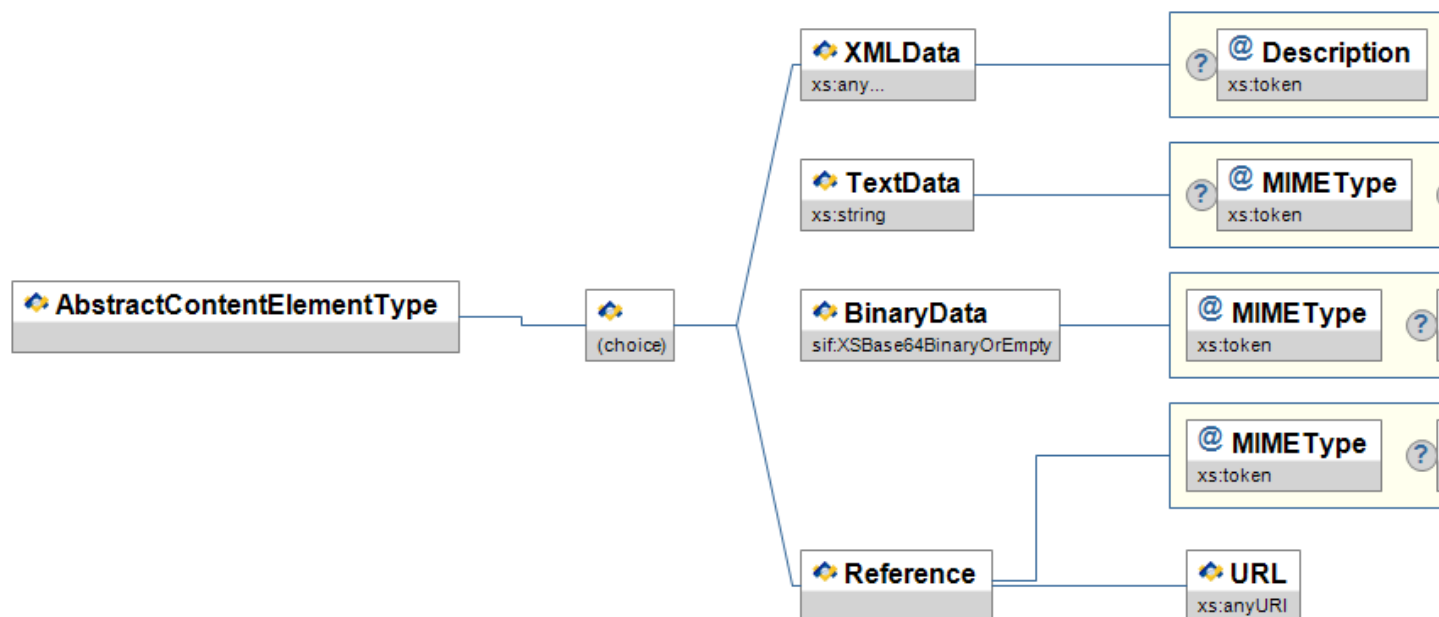 XMLData
xs:any...
? @ Description
xs:token
TextData
xs:string
? @ MIMEType
xs:token
AbstractContentElementType
(choice)
BinaryData
sif:XSBase64BinaryOrEmpty
@ MIMEType ?
xs:token
@ MIMEType ?
xs:token
Reference
URL
xs:anyURI